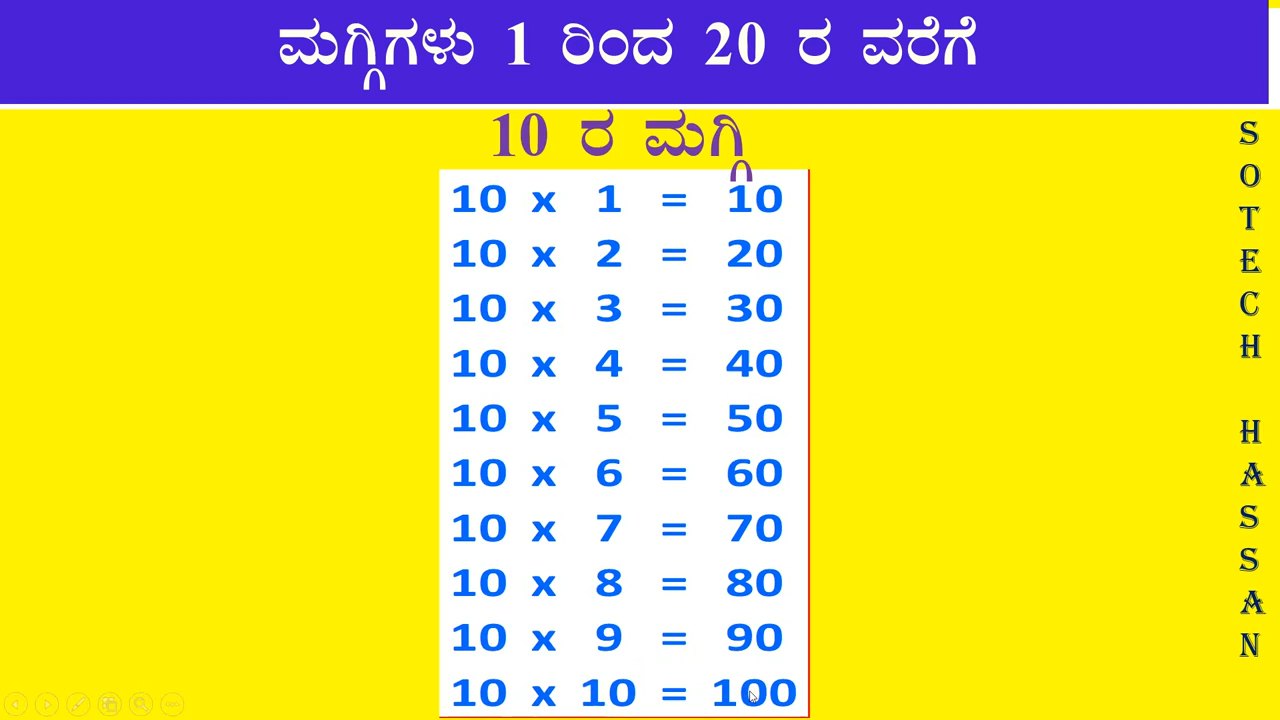 ಮಗ್ಗಿಗಳು 1 ರಿಂದ 20 ರ ವರೆಗೆ
10 ರ ಮಗ್ಗಿ
10 x 1 = 10
10 x 2 = 20
10 x 3 = 30
10 x 4 = 40
10 x 5 = 50
10 x 6 = 60
10 x 7 = 70
10 x 8 = 80
10 x 9 = 90
10 x 10 = 100
SOTECH HASSAN